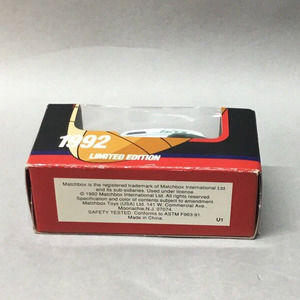 1992
LIMITED EDITION
Matchbox is the registered trademark of Matchbox International Ltd.
and its sub-sidiaries. Used under license.
© 1992 Matchbox International Ltd. All rights reserved
Specification and color of contents subject to amendment
Matchbox Toys (USA) Ltd. 141 W. Commercial Ave.,
Moonachie, N.J. 07074.
SAFETY TESTED. Conforms to ASTM F963-91.
Made in China.
U1